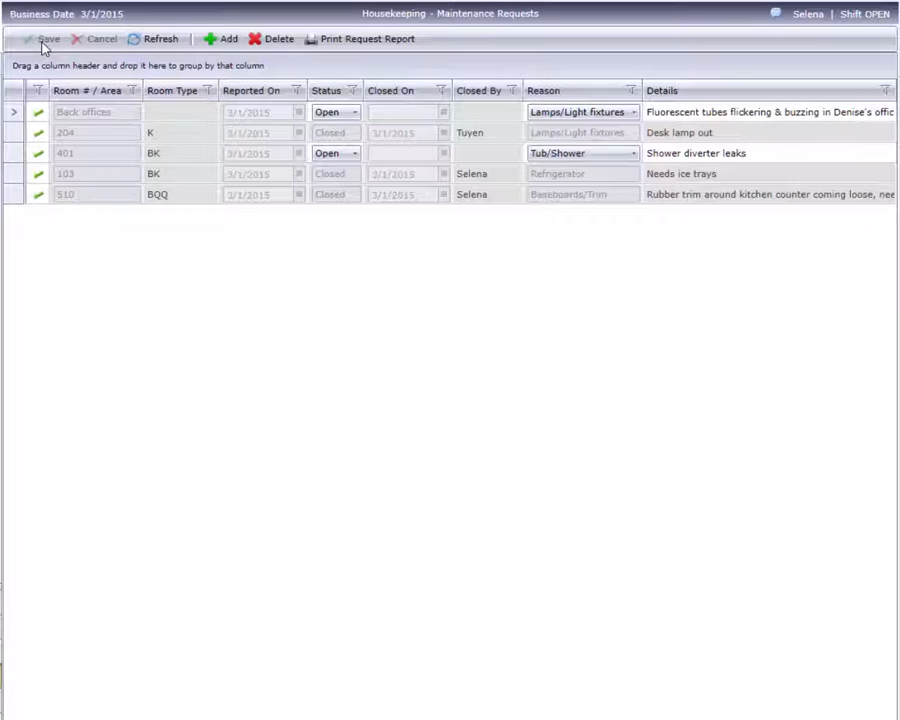 Business Date 3/1/2015 Housekeeping - Maintenance Requests Selena | Shift OPEN
Save Cancel Refresh | Add Delete Print Request Report
Drag a column header and drop it here to group by that column
Room # / Area Room Type Reported On Status Closed On Closed By Reason Details
> Back offices 3/1/2015 Open Lamps/Light fixtures Fluorescent tubes flickering & buzzing in Denise's offic
204 K 3/1/2015 Closed 3/1/2015 Tuyen Lamps/Light fixtures Desk lamp out
401 BK 3/1/2015 Open Tub/Shower Shower diverter leaks
103 BK 3/1/2015 Closed 3/1/2015 Selena Refrigerator Needs ice trays
510 BQQ 3/1/2015 Closed 3/1/2015 Selena Baseboards/Trim Rubber trim around kitchen counter coming loose, nee